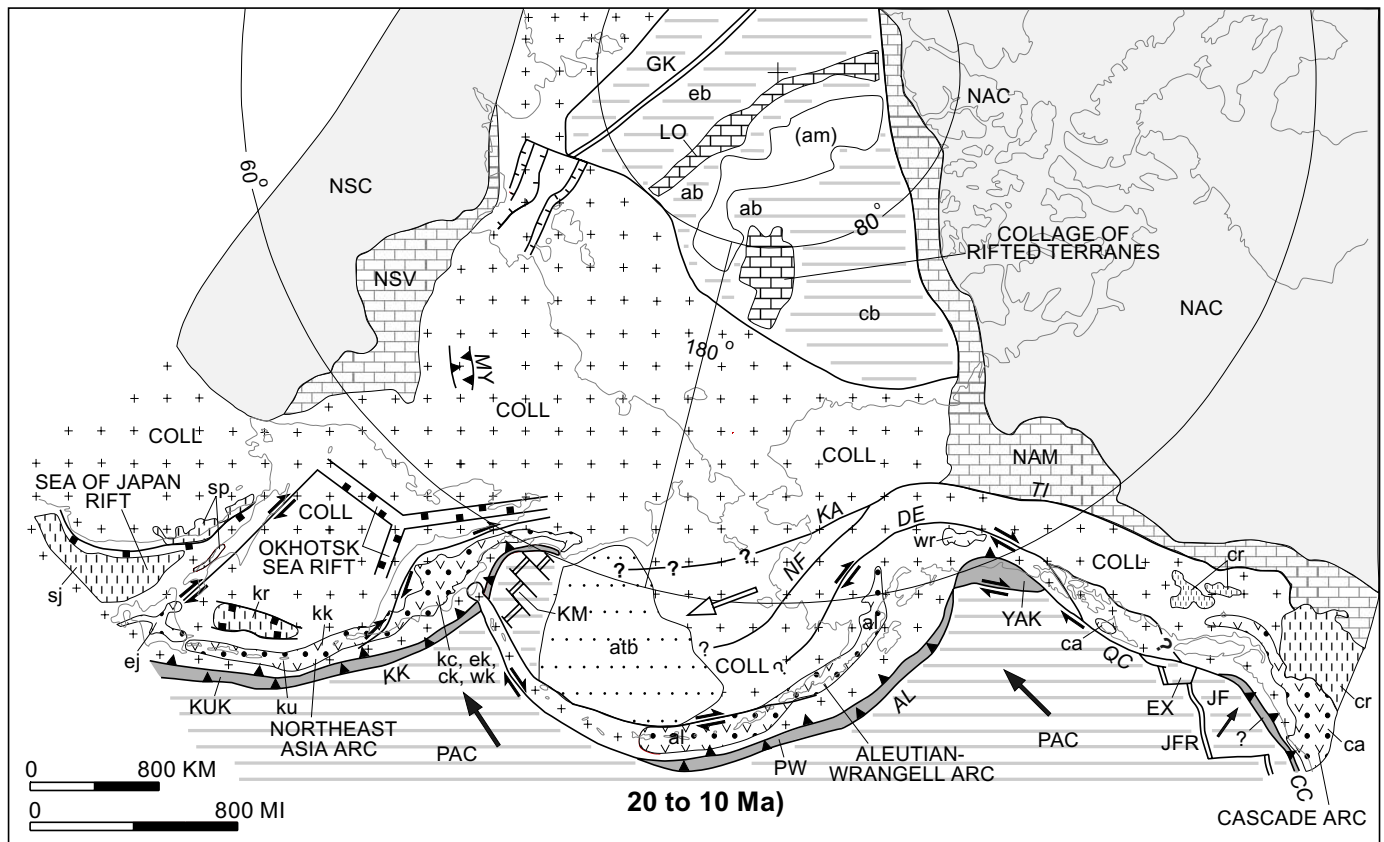 GK
eb
NAC
LO
(am)
60°
NSC
ab
ab
80°
COLLAGE OF
RIFTED TERRANES
NSV
NAC
cb
180°
MY
COLL
COLL
COLL
NAM
SEA OF JAPAN
RIFT
sp
COLL
TI
KA
DE
OKHOTSK
SEA RIFT
wr
COLL
cr
?
?
?
NF
sj
kr
kk
KM
YAK
al
ca
?
QC
ej
atb
?
COLL
?
kc, ek,
ck, wk
cr
KK
KUK
ku
NORTHEAST
ASIA ARC
AL
EX
JF
al
PAC
PW
ALEUTIAN-
WRANGELL ARC
PAC
JFR
?
ca
CC
0 800 KM
0 800 MI
20 to 10 Ma)
CASCADE ARC